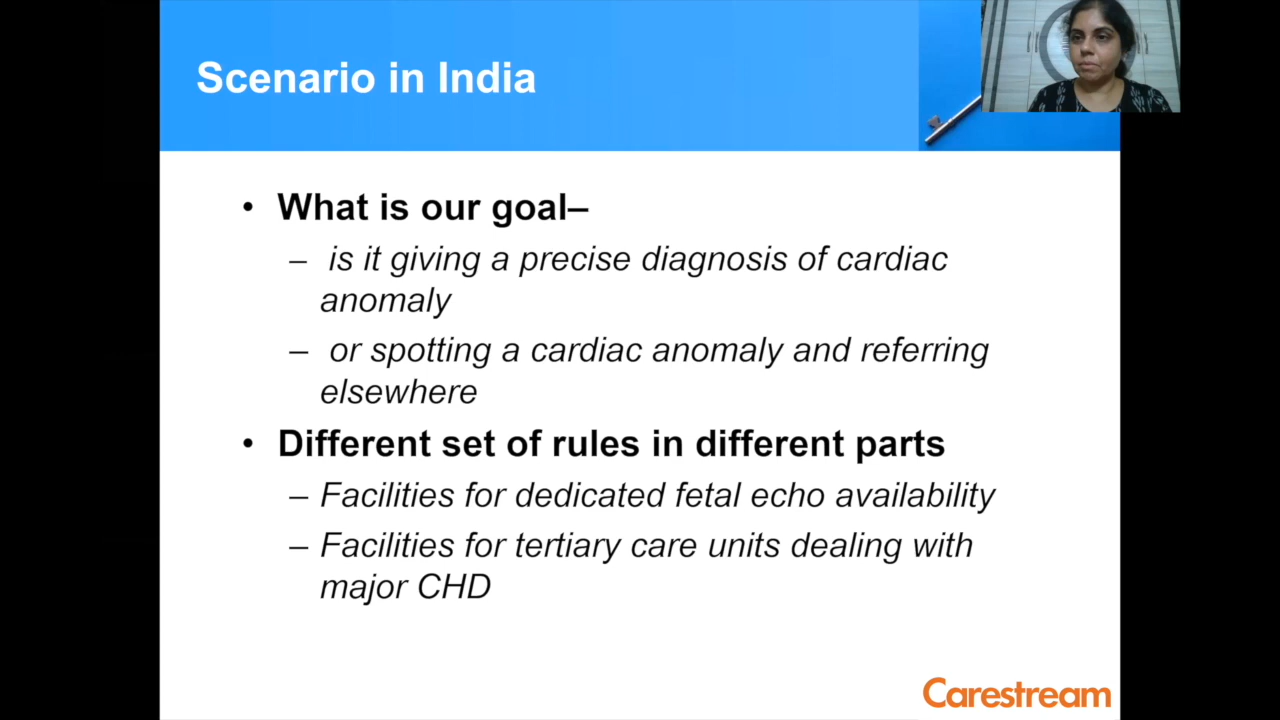 Scenario in India
• What is our goal–
– is it giving a precise diagnosis of cardiac
anomaly
– or spotting a cardiac anomaly and referring
elsewhere
• Different set of rules in different parts
– Facilities for dedicated fetal echo availability
– Facilities for tertiary care units dealing with
major CHD
Carestream